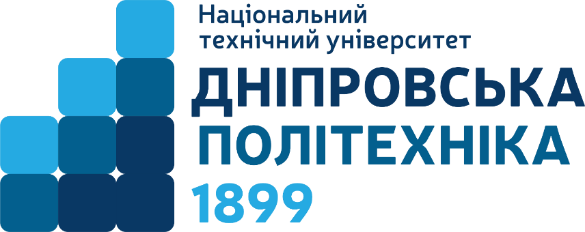 Національний
технічний університет
ДНІПРОВСЬКА
ПОЛІТЕХНІКА
1899